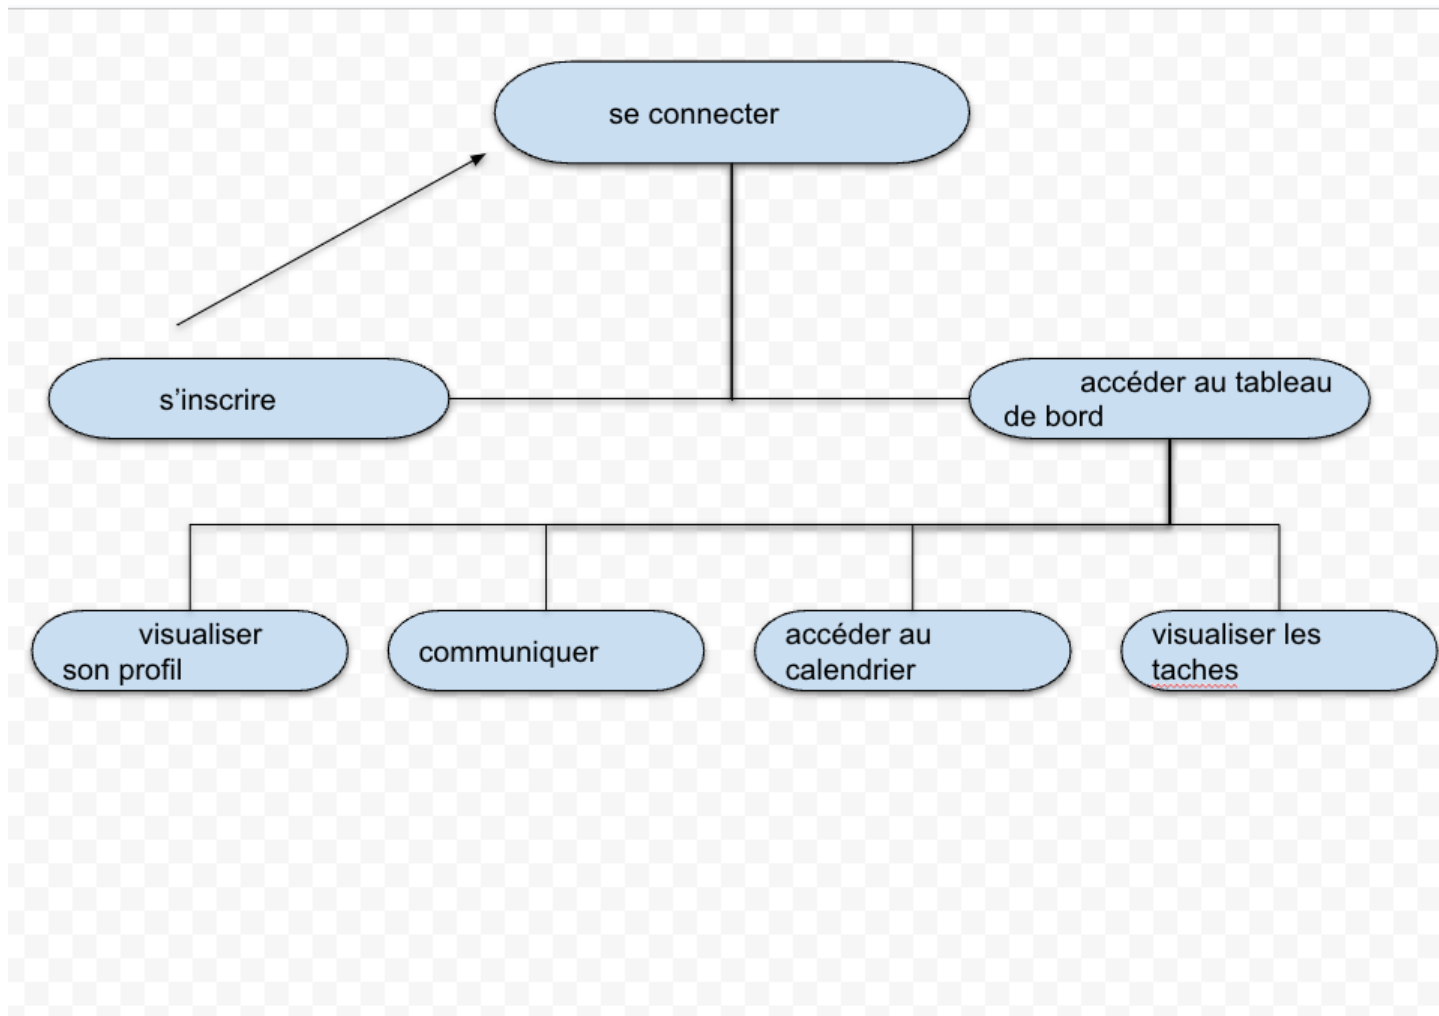 se connecter
s’inscrire
accéder au tableau
de bord
visualiser
son profil
communiquer
accéder au
calendrier
visualiser les
taches